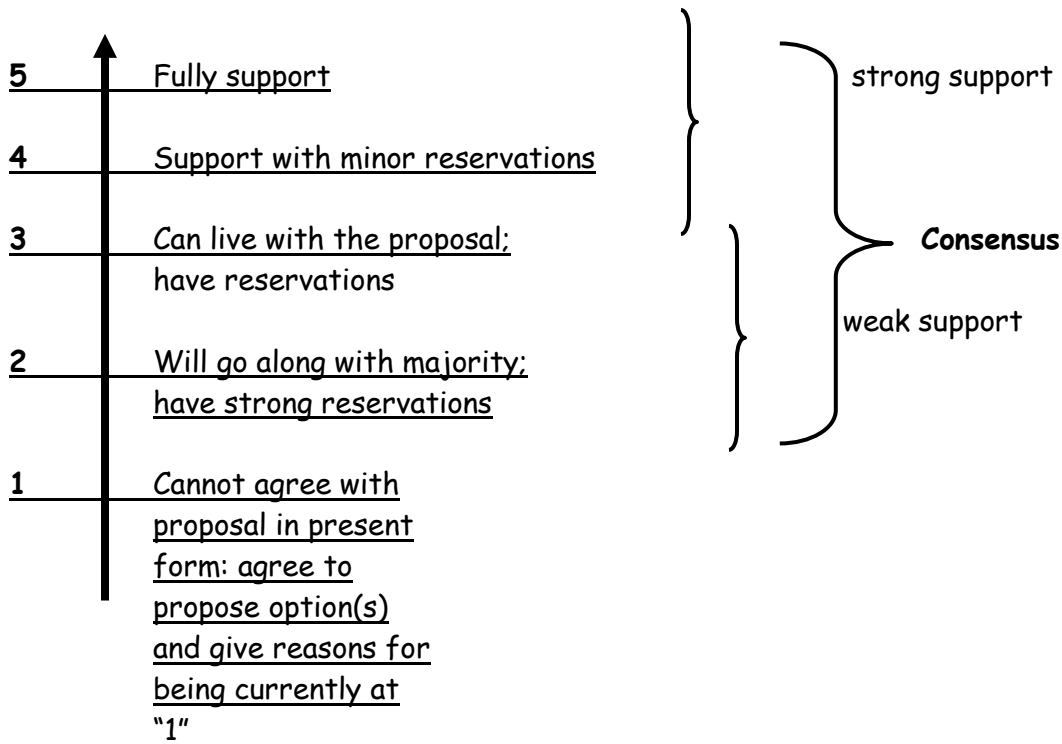 5 Fully support strong support
4 Support with minor reservations
3 Can live with the proposal; Consensus
have reservations
weak support
2 Will go along with majority;
have strong reservations
1 Cannot agree with
proposal in present
form: agree to
propose option(s)
and give reasons for
being currently at
“1”